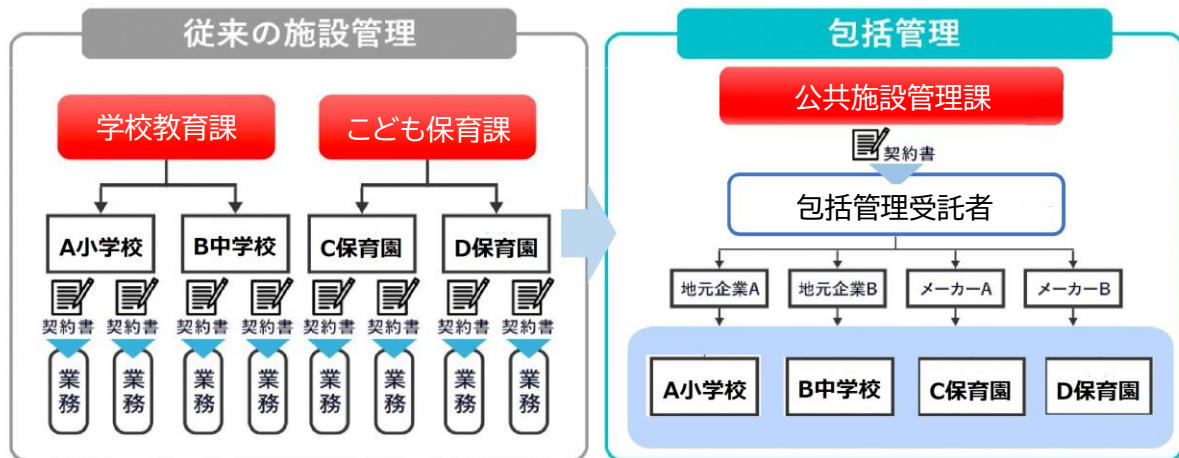 従来の施設管理
学校教育課
こども保育課
A小学校
B中学校
C保育園
D保育園
契約書
契約書
契約書
契約書
契約書
契約書
契約書
契約書
業務
業務
業務
業務
業務
業務
業務
業務
包括管理
公共施設管理課
契約書
包括管理受託者
地元企業A
地元企業B
メーカーA
メーカーB
A小学校
B中学校
C保育園
D保育園